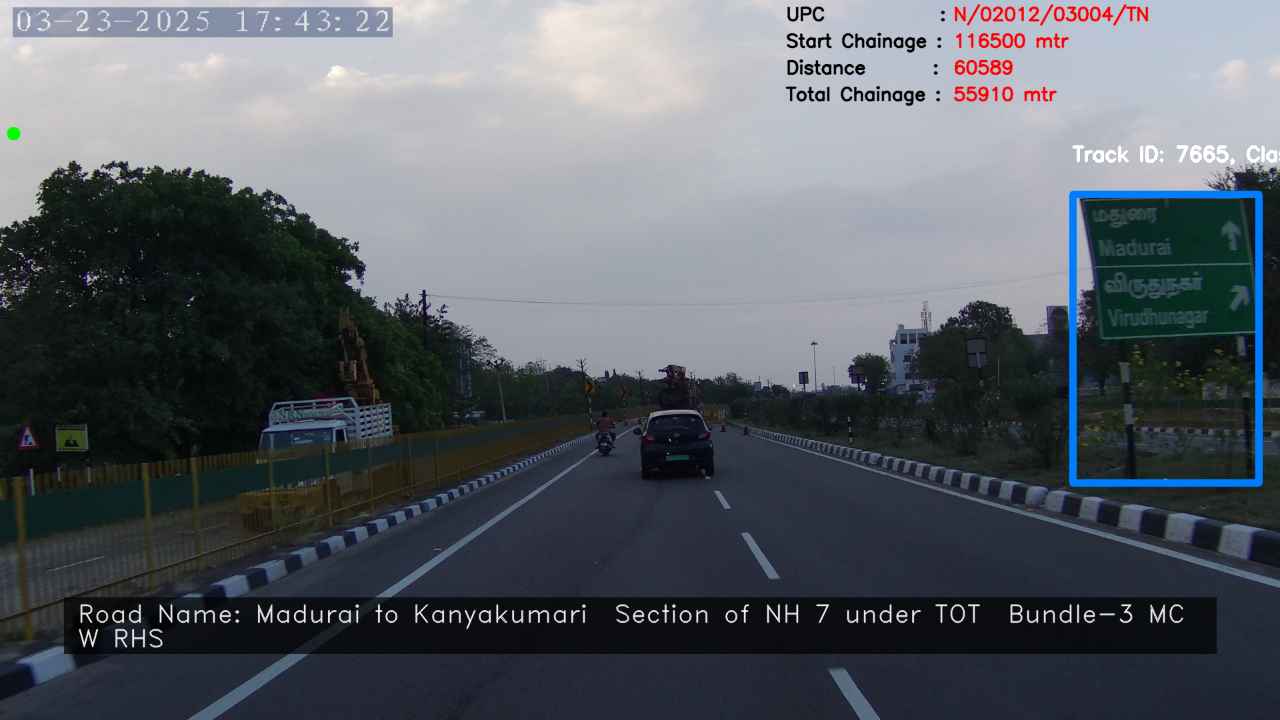 03-23-2025 17:43:22
UPC : N/02012/03004/TN
Start Chainage : 116500 mtr
Distance : 60589
Total Chainage : 55910 mtr
Track ID: 7665, Clas
மதுரை
Madurai
விருதுநகர்
Virudhunagar
Road Name: Madurai to Kanyakumari Section of NH 7 under TOT Bundle-3 MC
W RHS